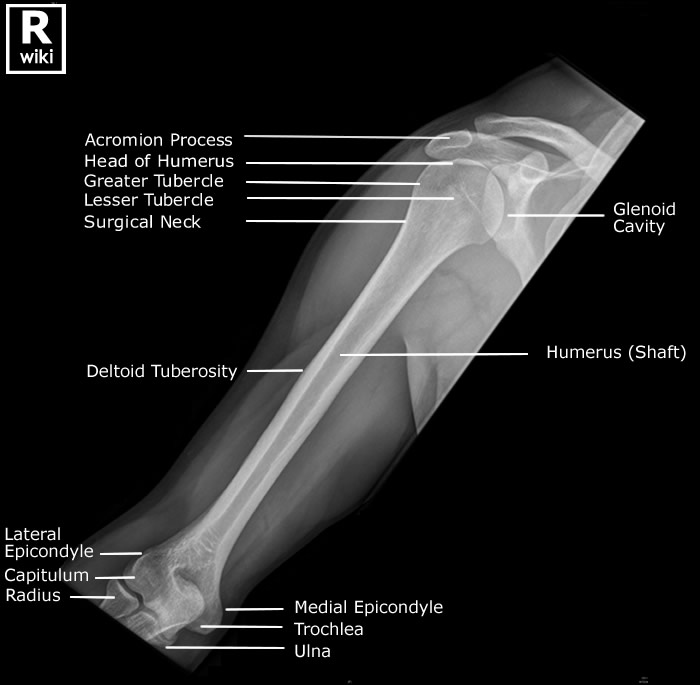 R
wiki
Acromion Process
Head of Humerus
Greater Tubercle
Lesser Tubercle
Surgical Neck
Glenoid
Cavity
Humerus (Shaft)
Deltoid Tuberosity
Lateral
Epicondyle
Capitulum
Radius
Medial Epicondyle
Trochlea
Ulna